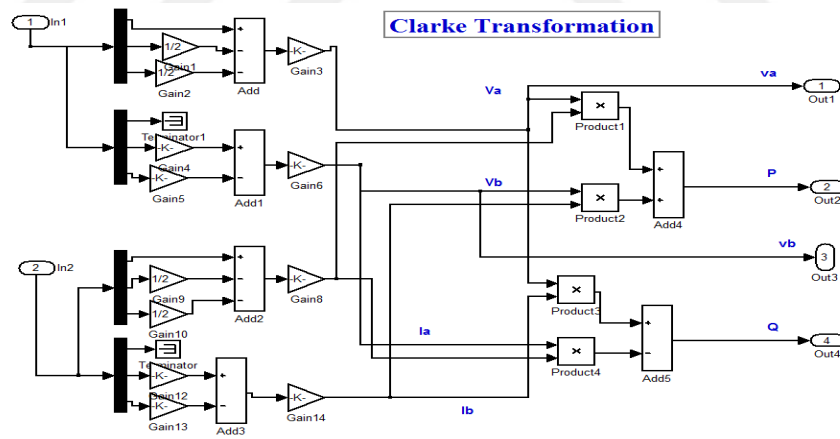 Clarke Transformation
1
In1
1/2
Gain1
1/2
Gain2
+
-
-
Add
-K-
Gain3
Va
va
1
Out1
×
Product1
Terminator1
-K-
Gain4
-K-
Gain5
+
-
Add1
-K-
Gain6
Vb
×
Product2
+
+
Add4
P
2
Out2
vb
3
Out3
2
In2
1/2
Gain9
1/2
Gain10
+
-
-
Add2
-K-
Gain8
×
Product3
Ia
×
Product4
+
-
Add5
Q
4
Out4
Terminator
-K-
Gain12
-K-
Gain13
+
-
Add3
-K-
Gain14
Ib